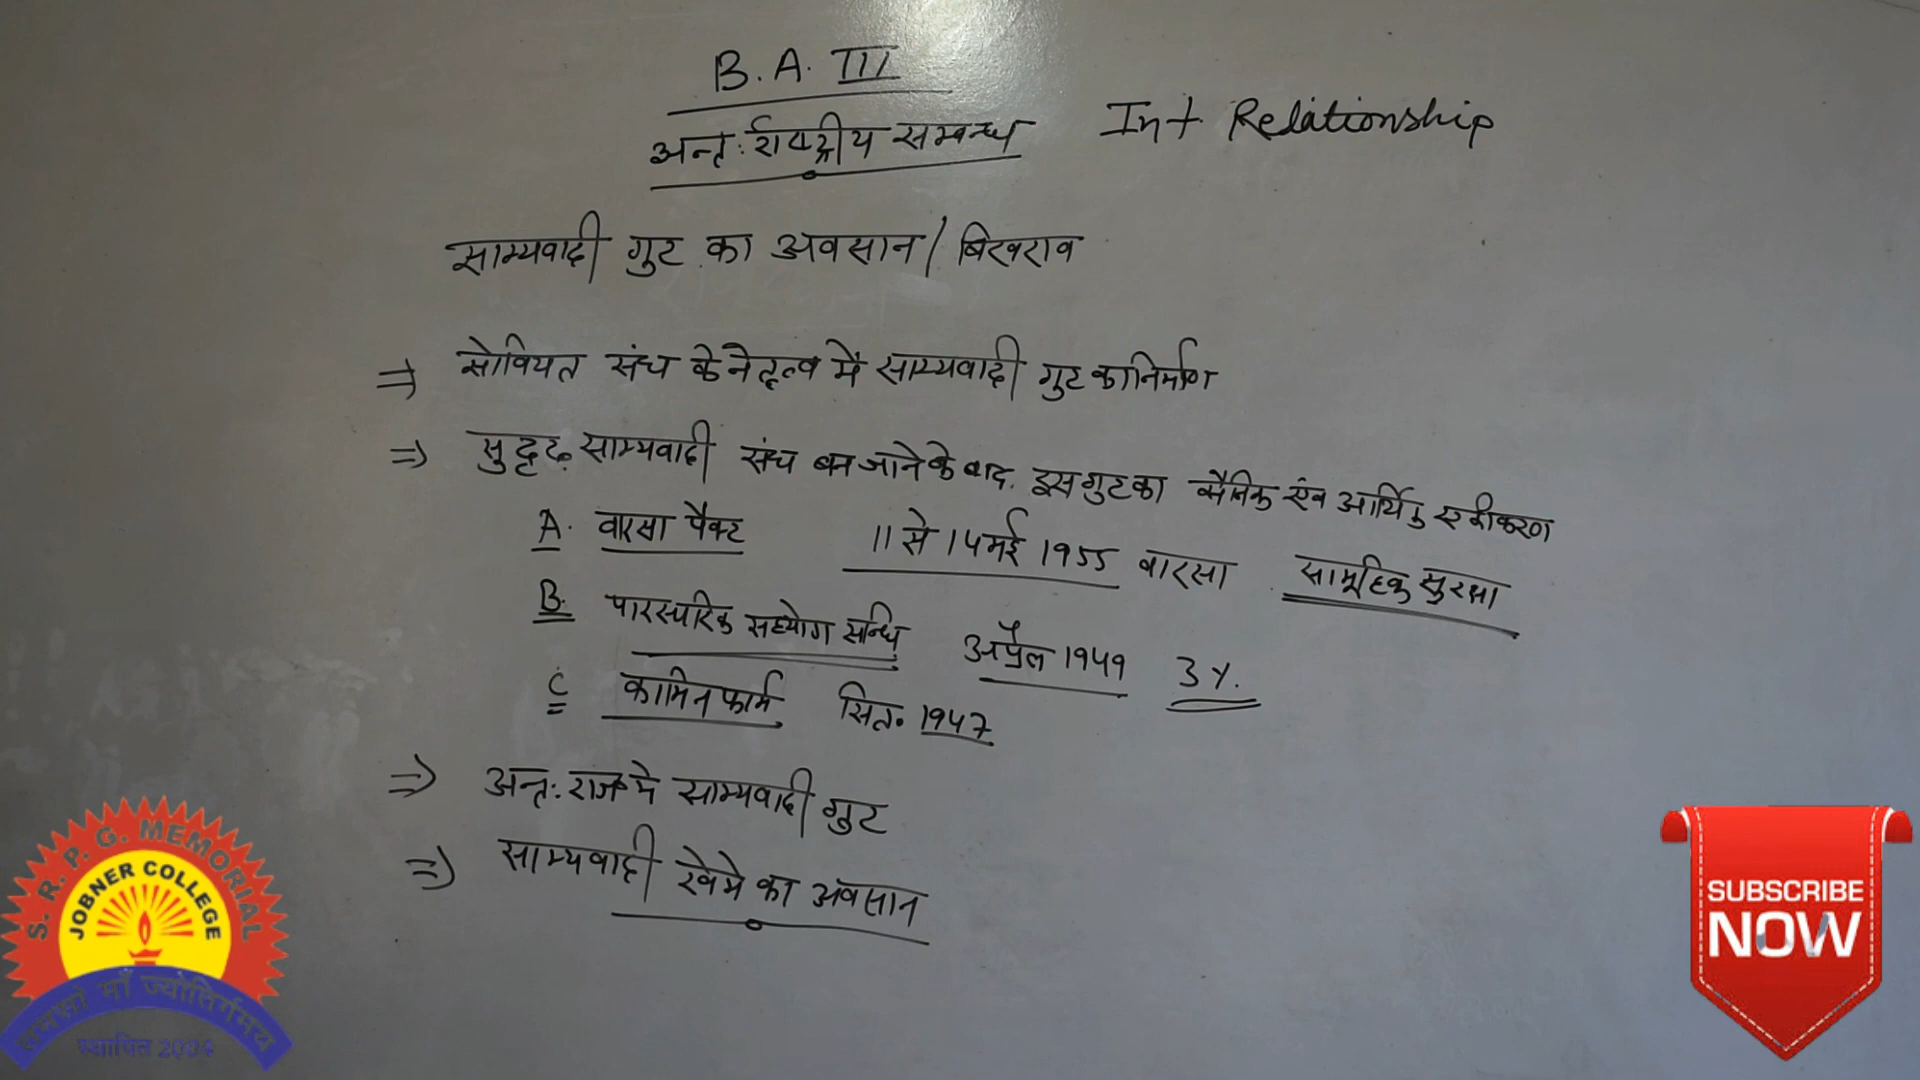 B. A. III
अन्त: र्राष्ट्रीय सम्बन्ध Int. Relationship
साम्यवादी गुट का अवसान / बिखराव
⇒ सोवियत संघ के नेतृत्व में साम्यवादी गुट का निर्माण
⇒ सुदृढ़ साम्यवादी संघ बन जाने के बाद इस गुट का सैनिक एंव आर्थिक एकीकरण
A. वारसा पैक्ट 11 से 14 मई 1955 वारसा सामूहिक सुरक्षा
B. पारस्परिक सहयोग सन्धि अप्रैल 1949 3%.
C कामिनफार्म सित. 1947
⇒ अन्त: राज मे साम्यवादी गुट
⇒ साम्यवादी खेमे का अवसान
S. R. P. G. MEMORIAL
JOBNER COLLEGE
तमसो माँ ज्योतिर्गमय
स्थापित 2004
SUBSCRIBE
NOW